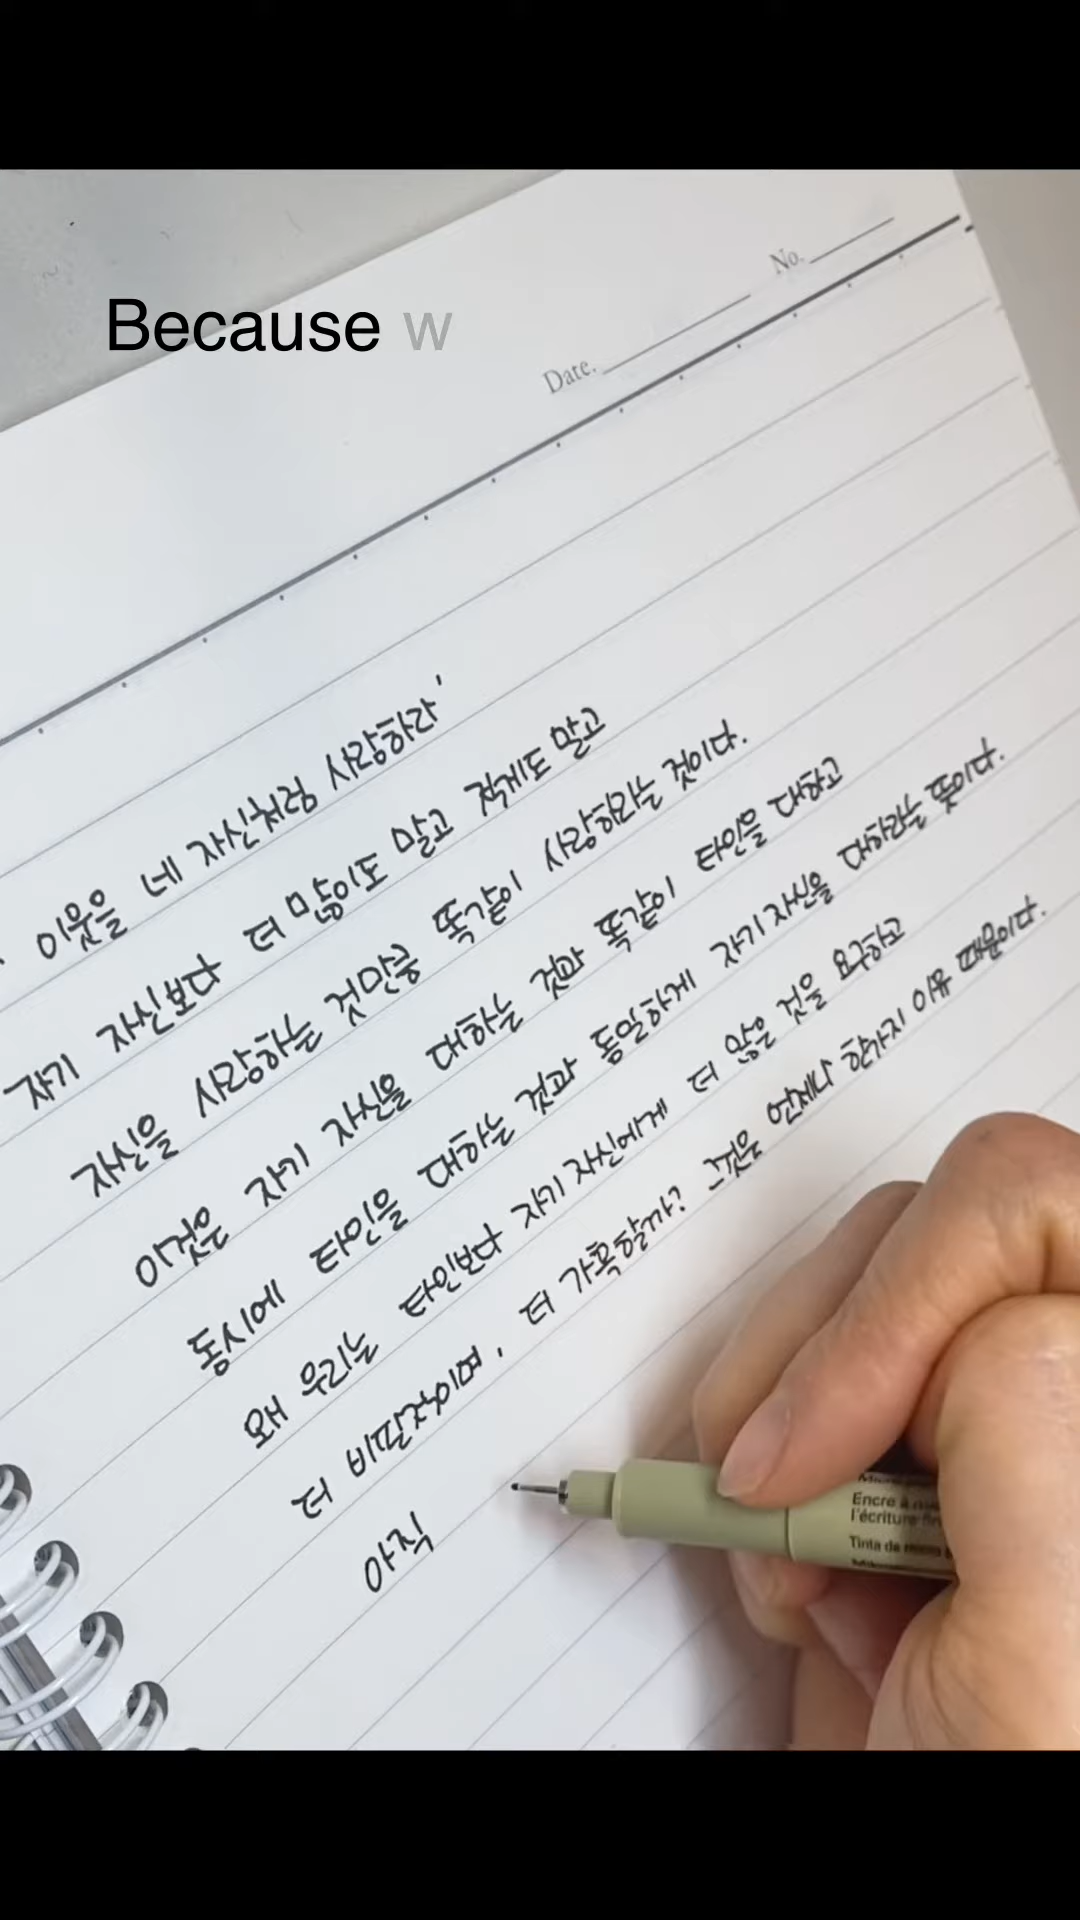 Because w
No.
Date.
' 이웃을 네 자신처럼 사랑하라'
자기 자신보다 더 많이도 말고 적게도 말고
자신을 사랑하는 것만큼 똑같이 사랑하라는 것이다.
이것은 자기 자신을 대하는 것과 똑같이 타인을 대하고
동시에 타인을 대하는 것과 동일하게 자기 자신을 대하라는 뜻이다.
왜 우리는 타인보다 자기 자신에게 더 많은 것을 요구하고
더 비판적이며, 더 가혹할까? 그것은 언제나 한가지 이유 때문이다.
아직
Encre à
l'écriture
Tinta de